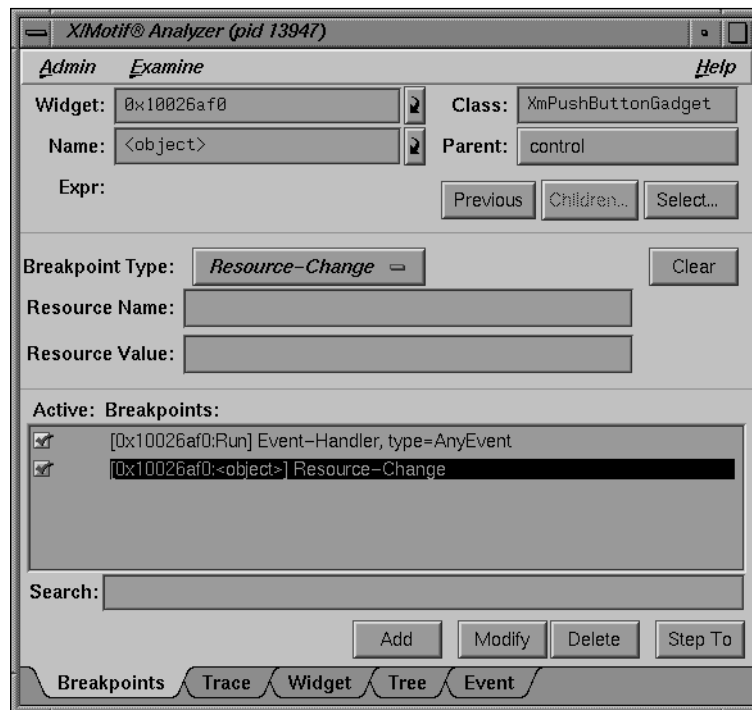 X/Motif® Analyzer (pid 13947)
Admin Examine Help
Widget: 0x10026af0 Class: XmPushButtonGadget
Name: <object> Parent: control
Expr:
Previous Children... Select...
Breakpoint Type: Resource-Change Clear
Resource Name:
Resource Value:
Active: Breakpoints:
[0x10026af0:Run] Event-Handler, type=AnyEvent
[0x10026af0:<object>] Resource-Change
Search:
Add Modify Delete Step To
Breakpoints Trace Widget Tree Event